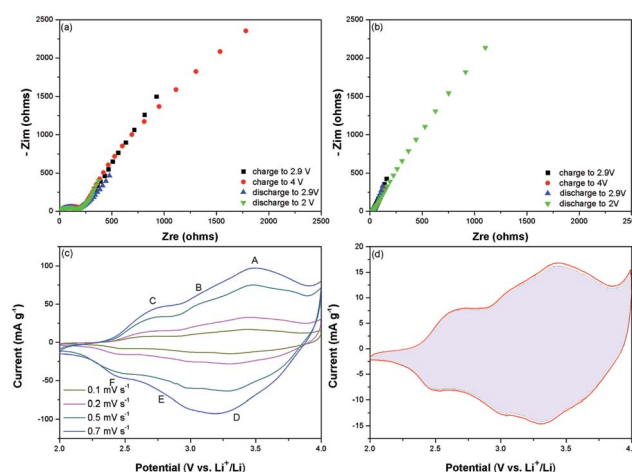 (a)
2500
2000
1500
1000
500
0
- Zim (ohms)
charge to 2.9 V
charge to 4 V
discharge to 2.9V
discharge to 2 V
0 500 1000 1500 2000 2500
Zre (ohms)
(b)
2500
2000
1500
1000
500
0
- Zim (ohms)
charge to 2.9V
charge to 4V
discharge to 2.9V
discharge to 2V
0 500 1000 1500 2000 2500
Zre (ohms)
(c)
100
50
0
-50
-100
Current (mA g⁻¹)
A
B
C
F
E
D
0.1 mV s⁻¹
0.2 mV s⁻¹
0.5 mV s⁻¹
0.7 mV s⁻¹
2.0 2.5 3.0 3.5 4.0
Potential (V vs. Li⁺/Li)
(d)
20
15
10
5
0
-5
-10
-15
-20
Current (mA g⁻¹)
2.0 2.5 3.0 3.5 4.0
Potential (V vs. Li⁺/Li)